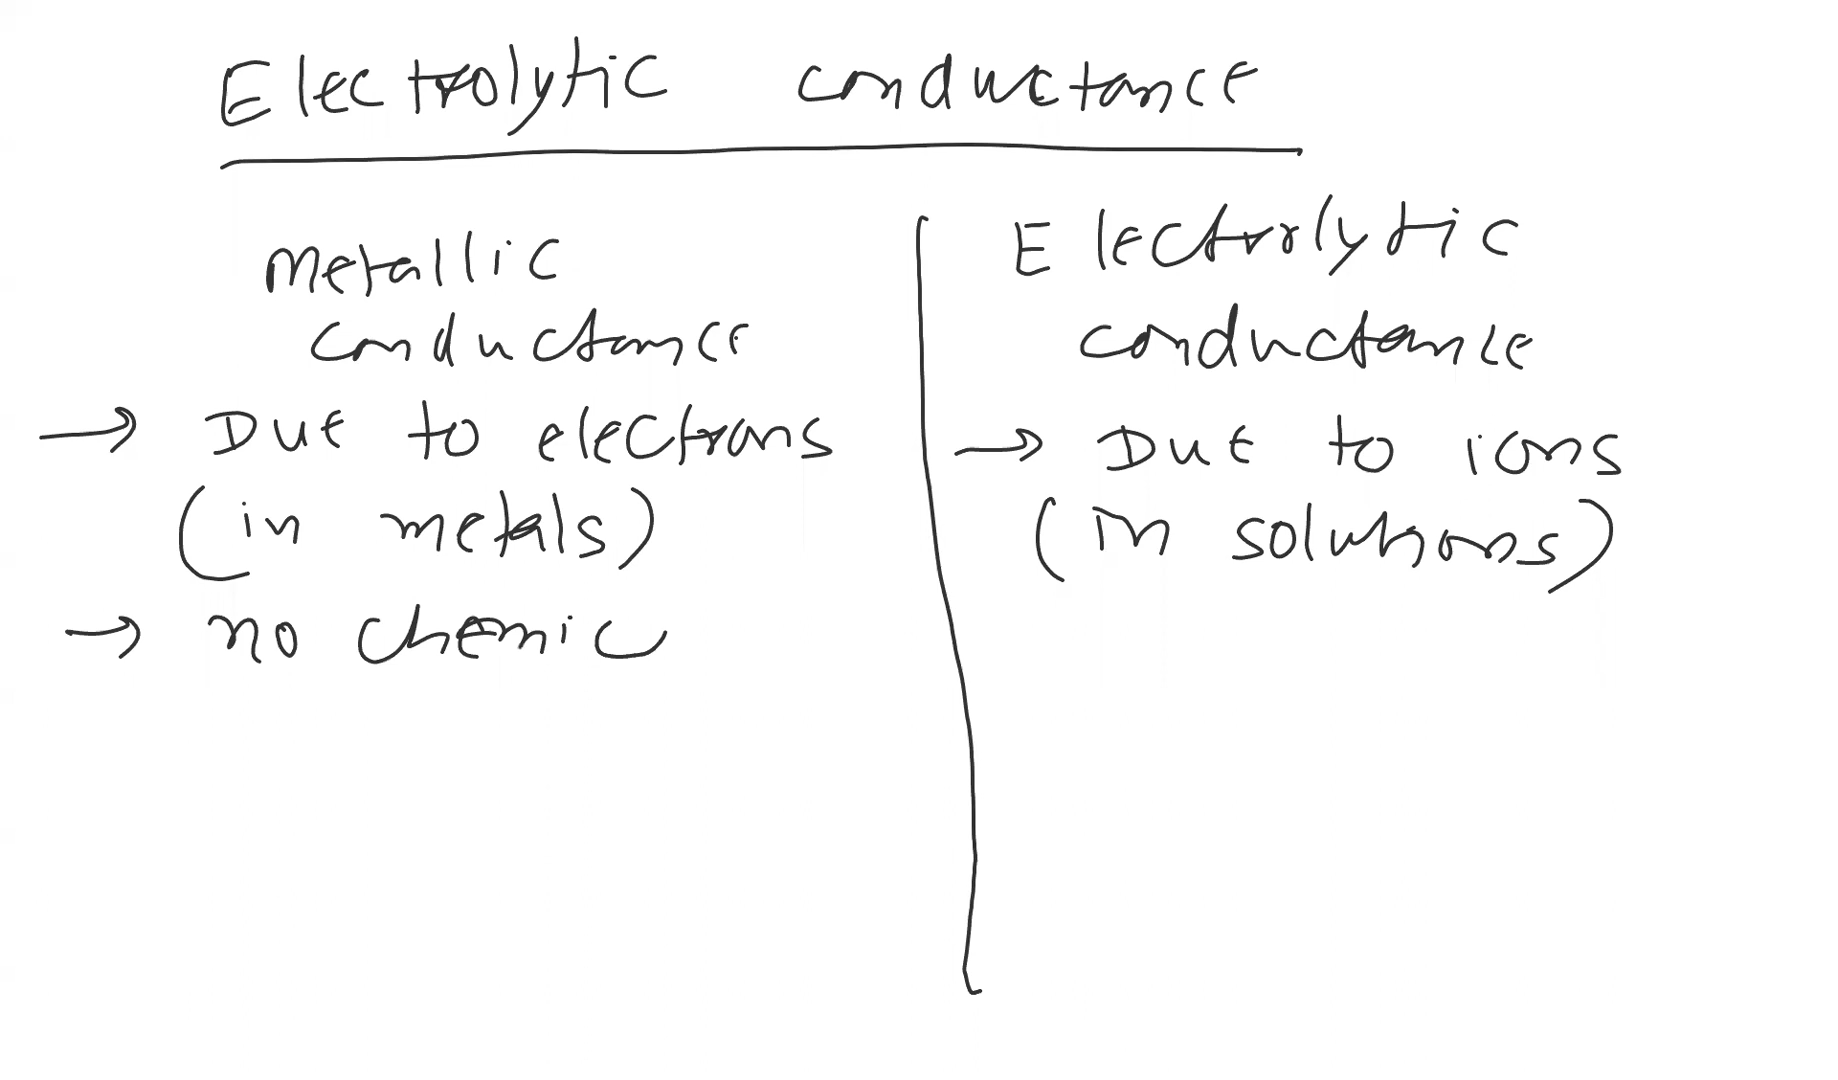 Electrolytic conductance
Metallic
conductance
→ Due to electrons
(in metals)
→ no chemic
Electrolytic
conductance
→ Due to ions
(in solutions)